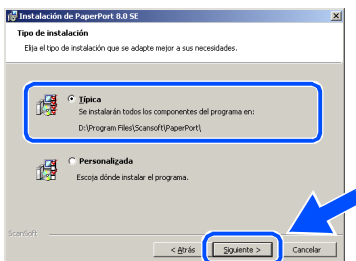 Instalación de PaperPort 8.0 SE
Tipo de instalación
Elija el tipo de instalación que se adapte mejor a sus necesidades.
Típica
Se instalarán todos los componentes del programa en:
D:\Program Files\Scansoft\PaperPort\
Personalizada
Escoja dónde instalar el programa.
ScanSoft
< Atrás
Siguiente >
Cancelar